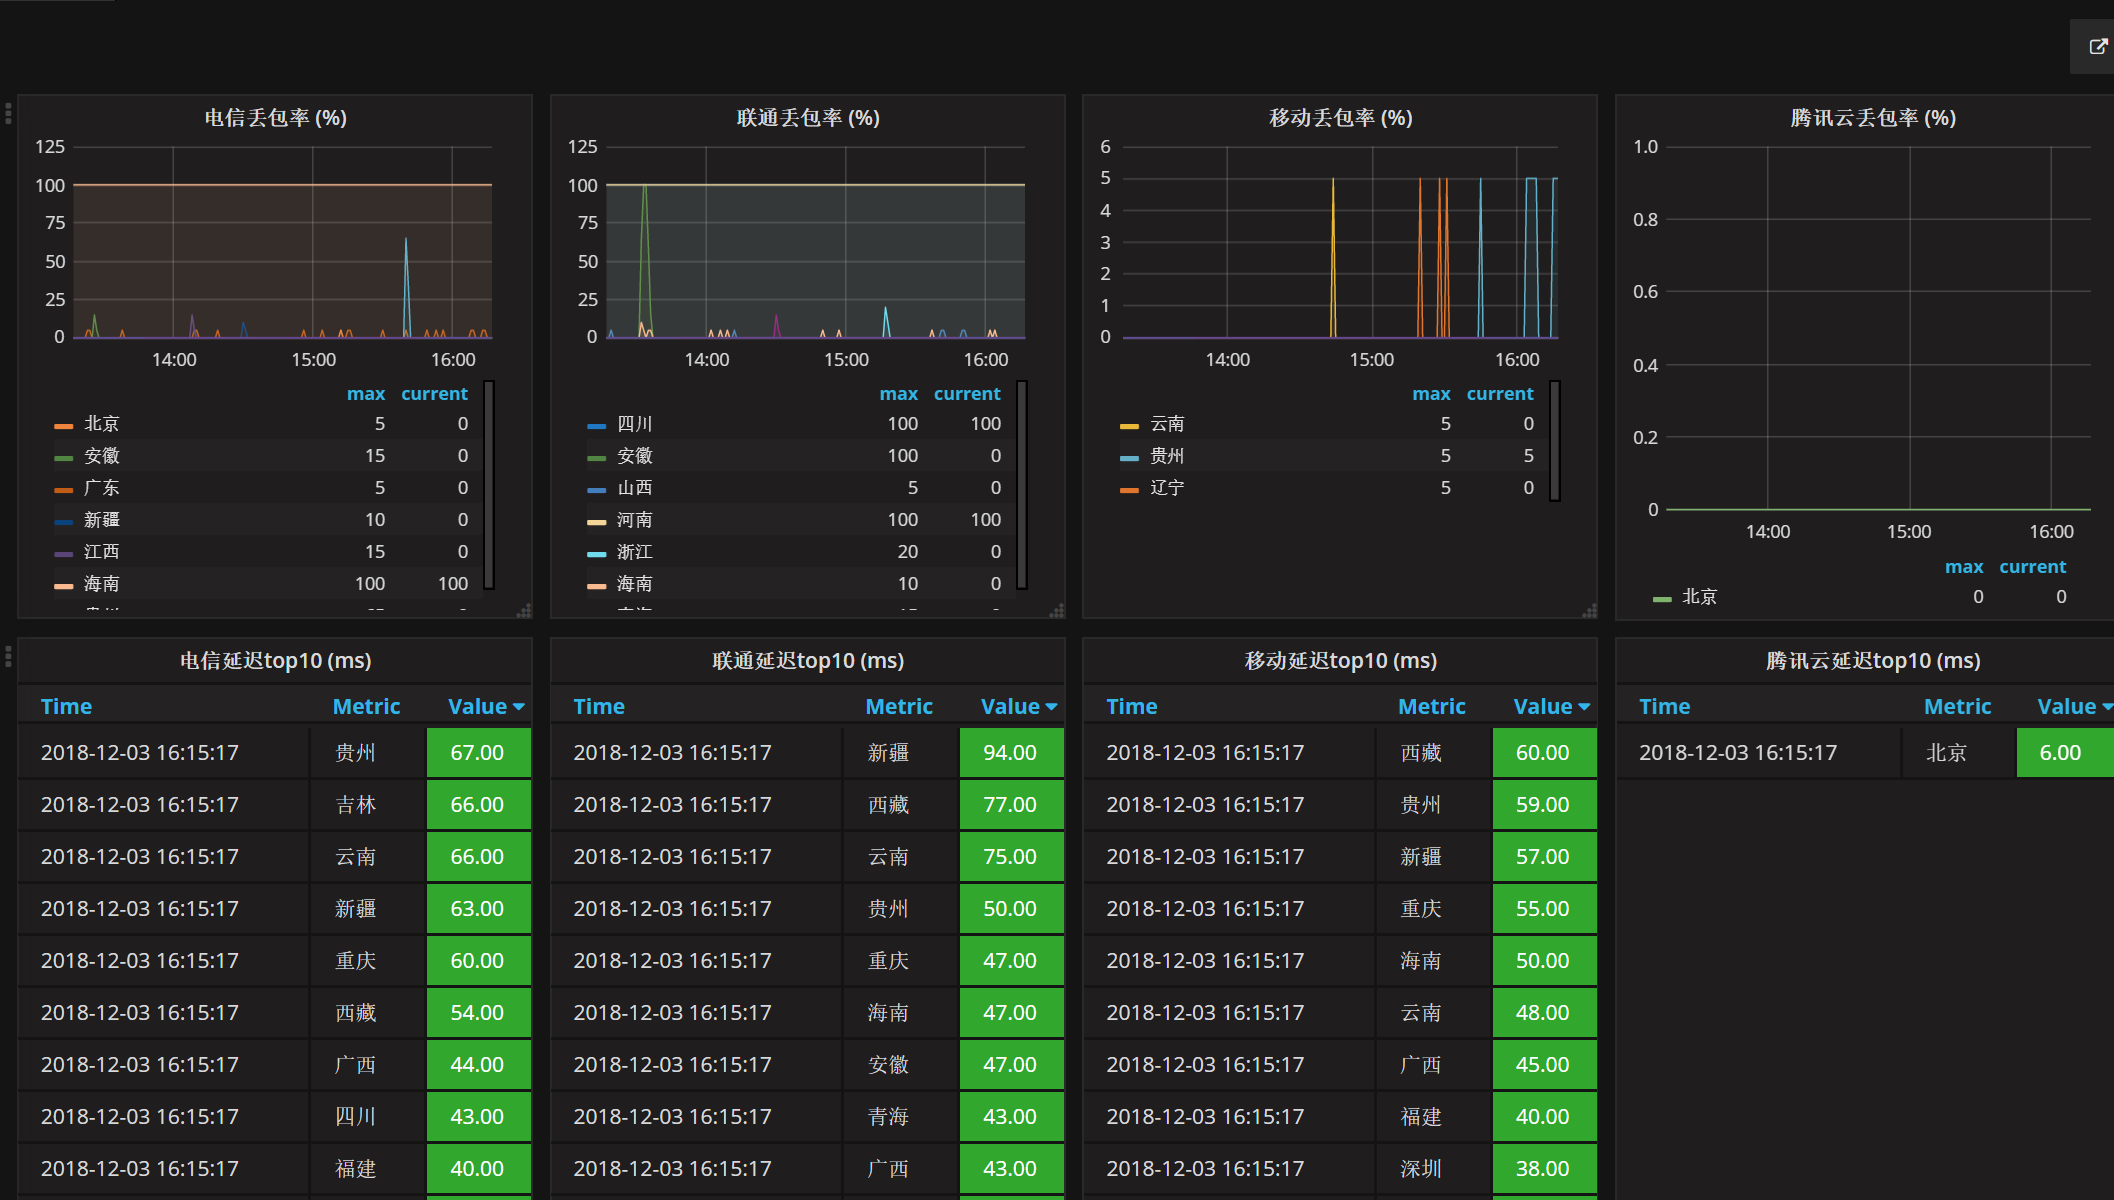 电信丢包率 (%)
125
100
75
50
25
0
14:00 15:00 16:00
max current
北京 5 0
安徽 15 0
广东 5 0
新疆 10 0
江西 15 0
海南 100 100
联通丢包率 (%)
125
100
75
50
25
0
14:00 15:00 16:00
max current
四川 100 100
安徽 100 0
山西 5 0
河南 100 100
浙江 20 0
海南 10 0
移动丢包率 (%)
6
5
4
3
2
1
0
14:00 15:00 16:00
max current
云南 5 0
贵州 5 5
辽宁 5 0
腾讯云丢包率 (%)
1.0
0.8
0.6
0.4
0.2
0
14:00 15:00 16:00
max current
北京 0 0
电信延迟top10 (ms)
Time Metric Value
2018-12-03 16:15:17 贵州 67.00
2018-12-03 16:15:17 吉林 66.00
2018-12-03 16:15:17 云南 66.00
2018-12-03 16:15:17 新疆 63.00
2018-12-03 16:15:17 重庆 60.00
2018-12-03 16:15:17 西藏 54.00
2018-12-03 16:15:17 广西 44.00
2018-12-03 16:15:17 四川 43.00
2018-12-03 16:15:17 福建 40.00
联通延迟top10 (ms)
Time Metric Value
2018-12-03 16:15:17 新疆 94.00
2018-12-03 16:15:17 西藏 77.00
2018-12-03 16:15:17 云南 75.00
2018-12-03 16:15:17 贵州 50.00
2018-12-03 16:15:17 重庆 47.00
2018-12-03 16:15:17 海南 47.00
2018-12-03 16:15:17 安徽 47.00
2018-12-03 16:15:17 青海 43.00
2018-12-03 16:15:17 广西 43.00
移动延迟top10 (ms)
Time Metric Value
2018-12-03 16:15:17 西藏 60.00
2018-12-03 16:15:17 贵州 59.00
2018-12-03 16:15:17 新疆 57.00
2018-12-03 16:15:17 重庆 55.00
2018-12-03 16:15:17 海南 50.00
2018-12-03 16:15:17 云南 48.00
2018-12-03 16:15:17 广西 45.00
2018-12-03 16:15:17 福建 40.00
2018-12-03 16:15:17 深圳 38.00
腾讯云延迟top10 (ms)
Time Metric Value
2018-12-03 16:15:17 北京 6.00